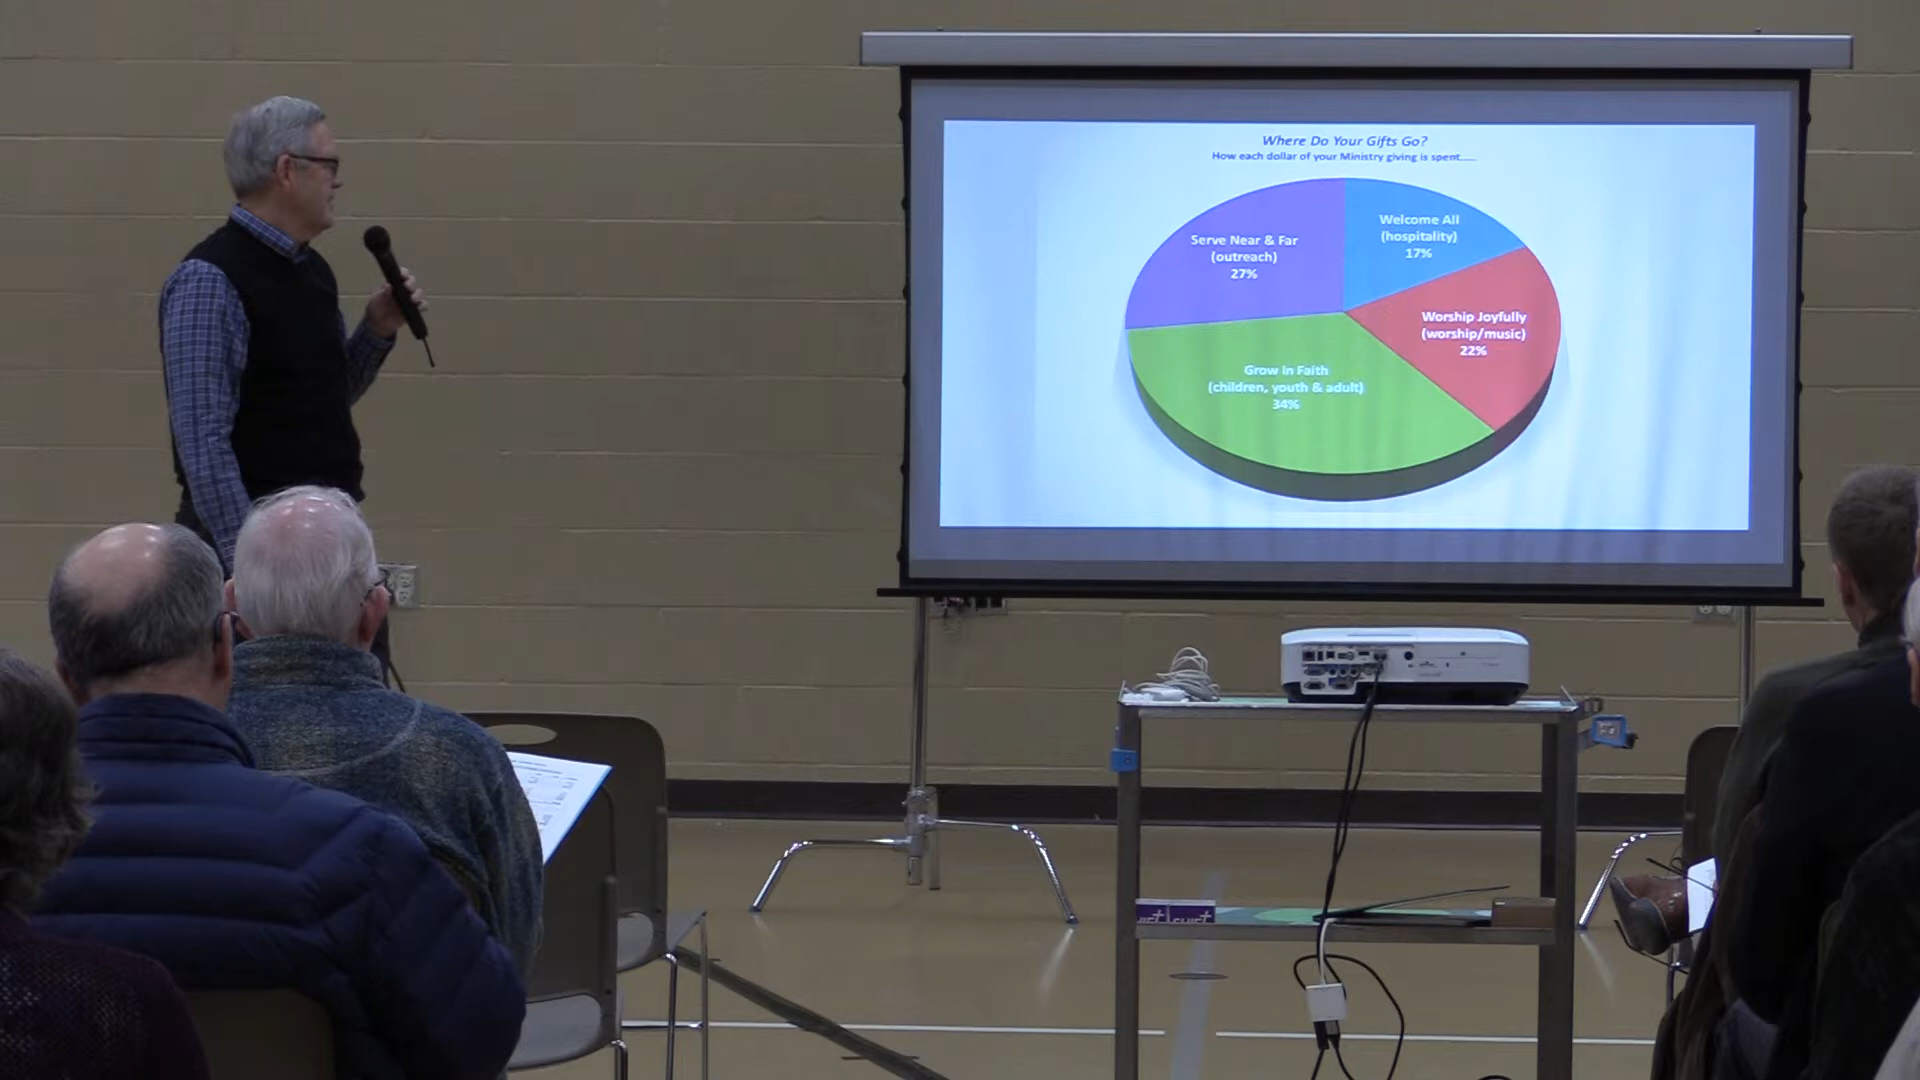 Where Do Your Gifts Go?
How each dollar of your Ministry giving is spent.....
Welcome All
(hospitality)
17%
Serve Near & Far
(outreach)
27%
Worship Joyfully
(worship/music)
22%
Grow in Faith
(children, youth & adult)
34%